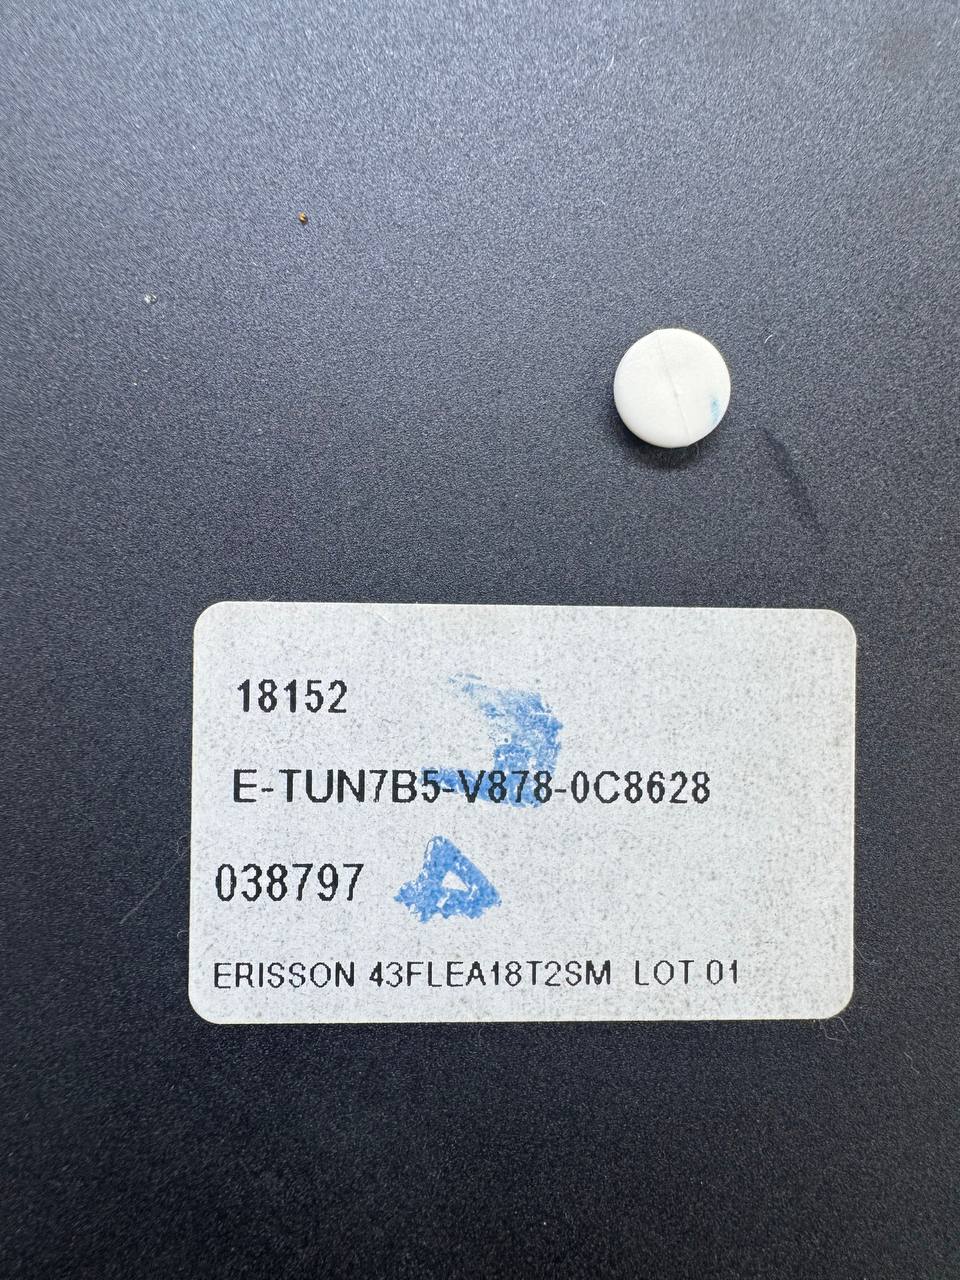 18152
E-TUN7B5-V878-0C8628
038797
ERISSON 43FLEA18T2SM LOT 01